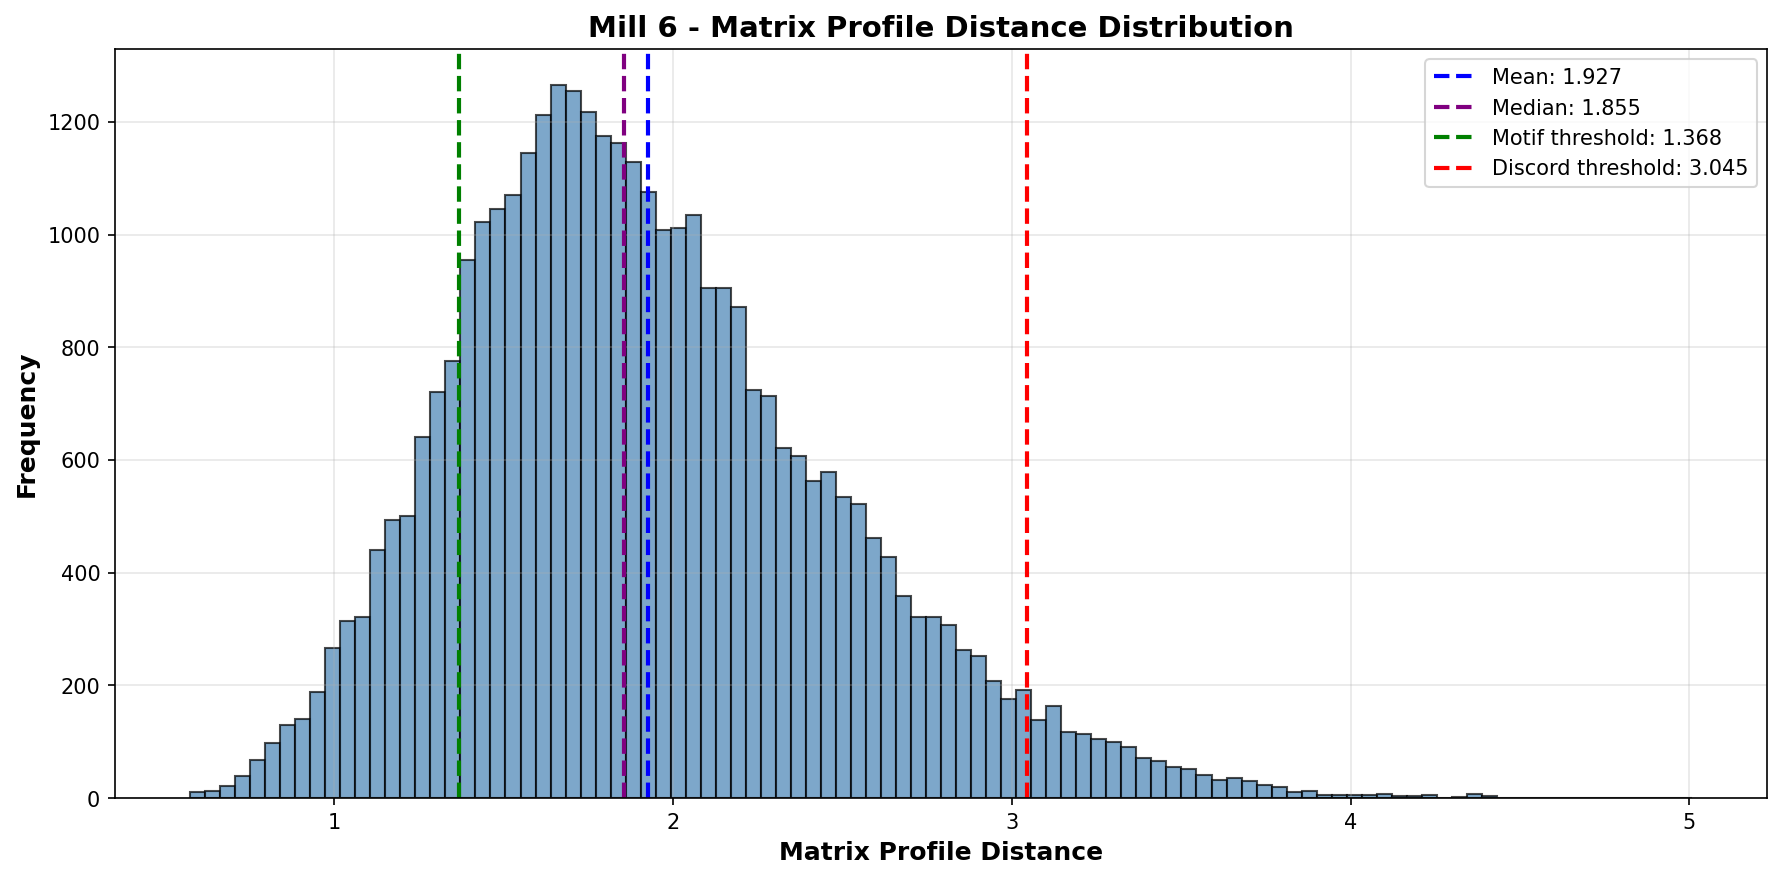 Mill 6 - Matrix Profile Distance Distribution
Mean: 1.927
Median: 1.855
Motif threshold: 1.368
Discord threshold: 3.045
Frequency
1200
1000
800
600
400
200
0
1 2 3 4 5
Matrix Profile Distance